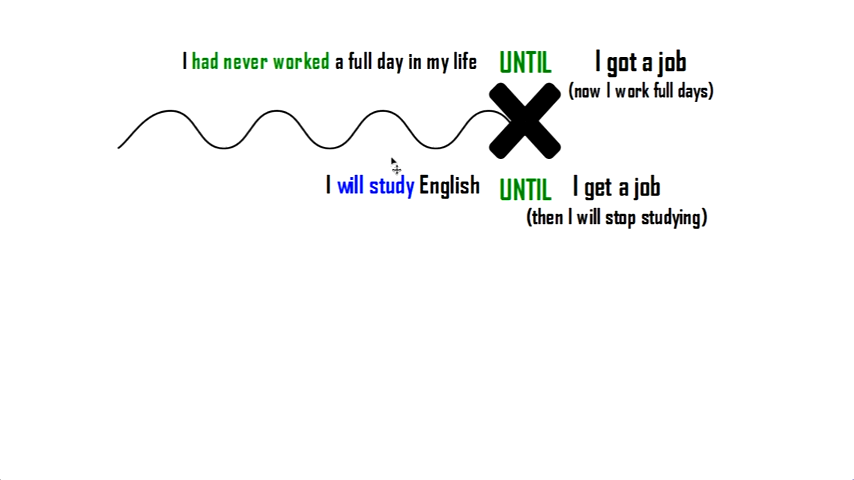 I had never worked a full day in my life UNTIL I got a job
(now I work full days)
I will study English UNTIL I get a job
(then I will stop studying)